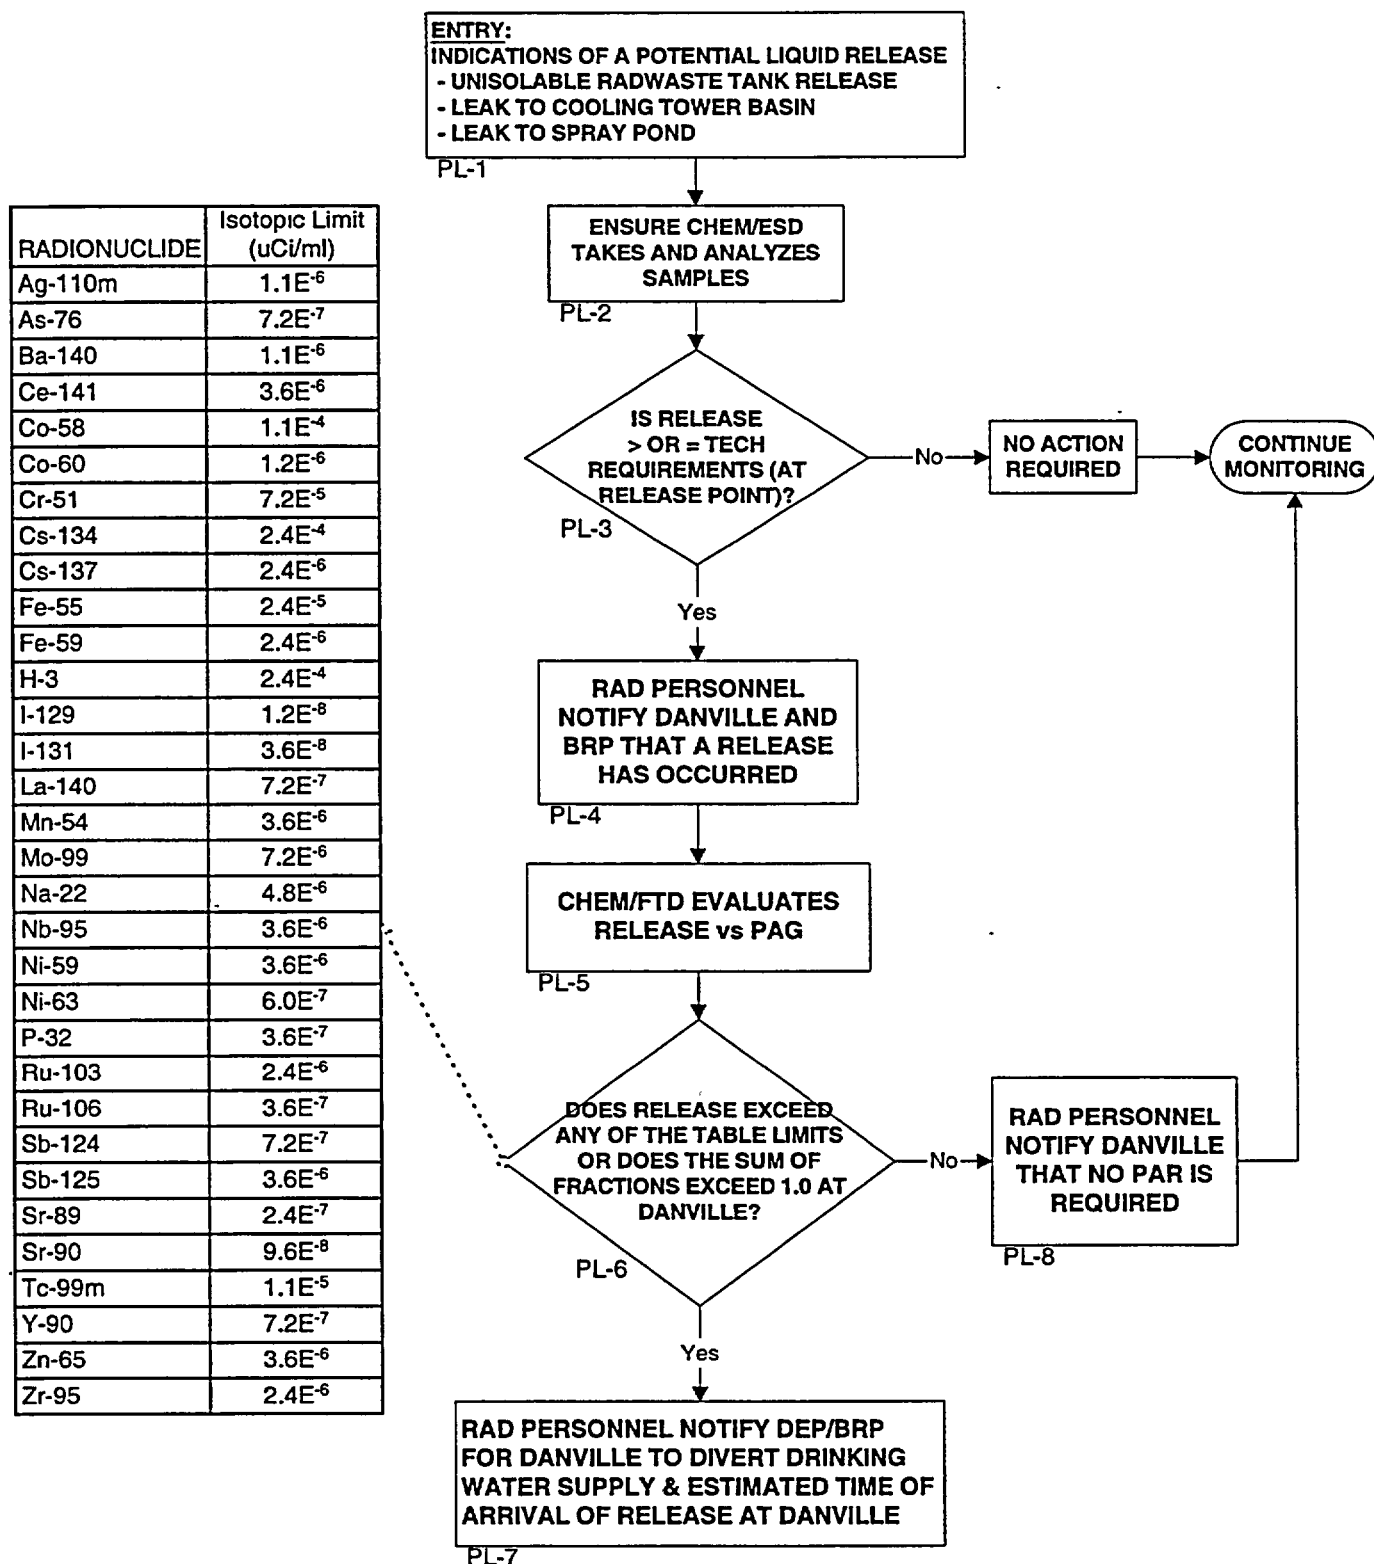 ENTRY:
INDICATIONS OF A POTENTIAL LIQUID RELEASE
- UNISOLABLE RADWASTE TANK RELEASE
- LEAK TO COOLING TOWER BASIN
- LEAK TO SPRAY POND
PL-1
ENSURE CHEM/ESD
TAKES AND ANALYZES
SAMPLES
PL-2
IS RELEASE
> OR = TECH
REQUIREMENTS (AT
RELEASE POINT)?
PL-3
No
NO ACTION
REQUIRED
CONTINUE
MONITORING
Yes
RAD PERSONNEL
NOTIFY DANVILLE AND
BRP THAT A RELEASE
HAS OCCURRED
PL-4
CHEM/FTD EVALUATES
RELEASE vs PAG
PL-5
DOES RELEASE EXCEED
ANY OF THE TABLE LIMITS
OR DOES THE SUM OF
FRACTIONS EXCEED 1.0 AT
DANVILLE?
PL-6
No
RAD PERSONNEL
NOTIFY DANVILLE
THAT NO PAR IS
REQUIRED
PL-8
Yes
RAD PERSONNEL NOTIFY DEP/BRP
FOR DANVILLE TO DIVERT DRINKING
WATER SUPPLY & ESTIMATED TIME OF
ARRIVAL OF RELEASE AT DANVILLE
PL-7
RADIONUCLIDE Isotopic Limit
(uCi/ml)
Ag-110m 1.1E⁻⁶
As-76 7.2E⁻⁷
Ba-140 1.1E⁻⁶
Ce-141 3.6E⁻⁶
Co-58 1.1E⁻⁴
Co-60 1.2E⁻⁶
Cr-51 7.2E⁻⁵
Cs-134 2.4E⁻⁴
Cs-137 2.4E⁻⁶
Fe-55 2.4E⁻⁵
Fe-59 2.4E⁻⁶
H-3 2.4E⁻⁴
I-129 1.2E⁻⁸
I-131 3.6E⁻⁸
La-140 7.2E⁻⁷
Mn-54 3.6E⁻⁶
Mo-99 7.2E⁻⁶
Na-22 4.8E⁻⁶
Nb-95 3.6E⁻⁶
Ni-59 3.6E⁻⁶
Ni-63 6.0E⁻⁷
P-32 3.6E⁻⁷
Ru-103 2.4E⁻⁶
Ru-106 3.6E⁻⁷
Sb-124 7.2E⁻⁷
Sb-125 3.6E⁻⁶
Sr-89 2.4E⁻⁷
Sr-90 9.6E⁻⁸
Tc-99m 1.1E⁻⁵
Y-90 7.2E⁻⁷
Zn-65 3.6E⁻⁶
Zr-95 2.4E⁻⁶